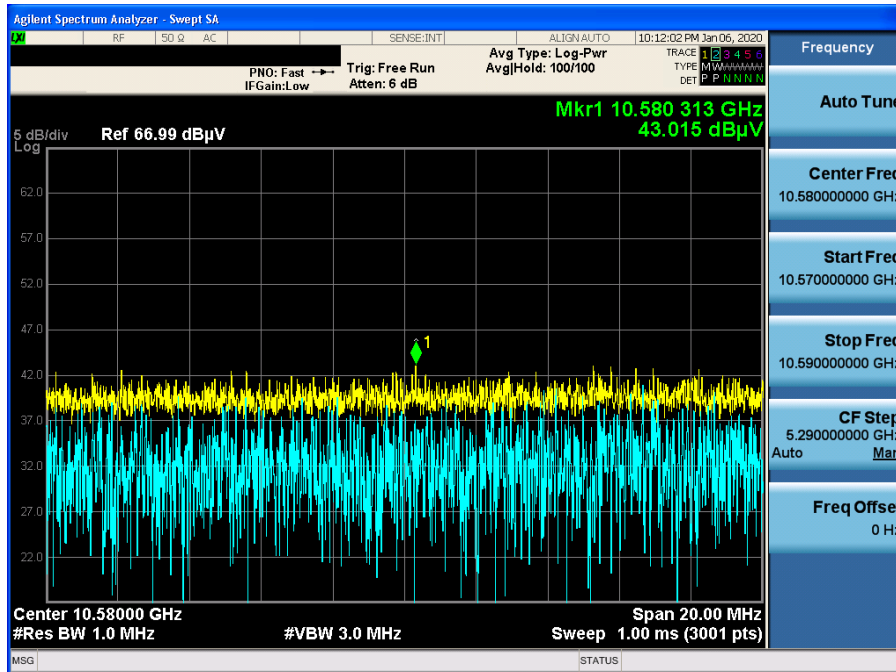 Agilent Spectrum Analyzer - Swept SA
LXI RF 50 Ω AC SENSE:INT ALIGN AUTO 10:12:02 PM Jan 06, 2020
PNO: Fast
IFGain:Low
Trig: Free Run
Atten: 6 dB
Avg Type: Log-Pwr
Avg|Hold: 100/100
TRACE 1 2 3 4 5 6
TYPE M W W W W W
DET P P N N N N
Mkr1 10.580 313 GHz
43.015 dBµV
5 dB/div
Log
Ref 66.99 dBµV
62.0
57.0
52.0
47.0
42.0
37.0
32.0
27.0
22.0
1
Center 10.58000 GHz
Span 20.00 MHz
#Res BW 1.0 MHz
#VBW 3.0 MHz
Sweep 1.00 ms (3001 pts)
MSG
STATUS
Frequency
Auto Tune
Center Freq
10.580000000 GHz
Start Freq
10.570000000 GHz
Stop Freq
10.590000000 GHz
CF Step
5.290000000 GHz
Auto Man
Freq Offset
0 Hz